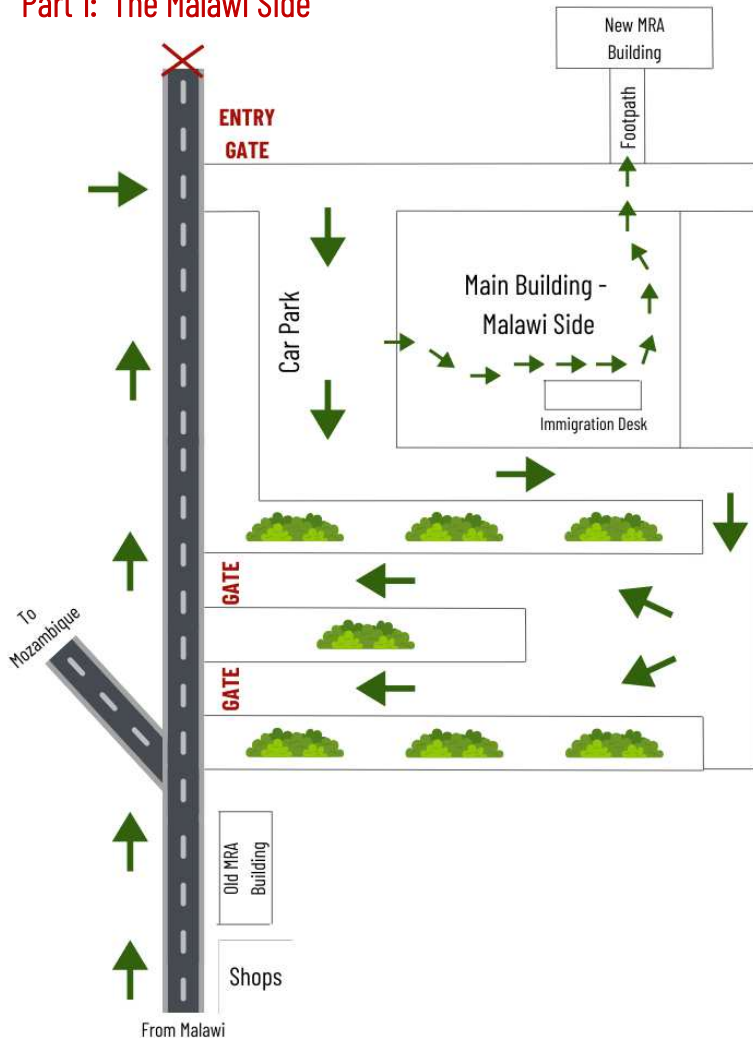 Part 1: The Malawi Side
New MRA
Building
ENTRY
GATE
Footpath
Car Park
Main Building -
Malawi Side
Immigration Desk
GATE
To
Mozambique
GATE
Old MRA
Building
Shops
From Malawi